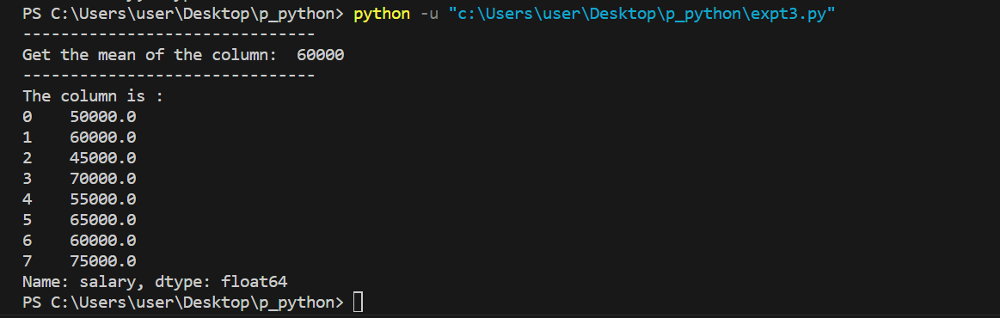 PS C:\Users\user\Desktop\p_python> python -u "c:\Users\user\Desktop\p_python\expt3.py"
-------------------------------
Get the mean of the column:  60000
-------------------------------
The column is :
0    50000.0
1    60000.0
2    45000.0
3    70000.0
4    55000.0
5    65000.0
6    60000.0
7    75000.0
Name: salary, dtype: float64
PS C:\Users\user\Desktop\p_python>